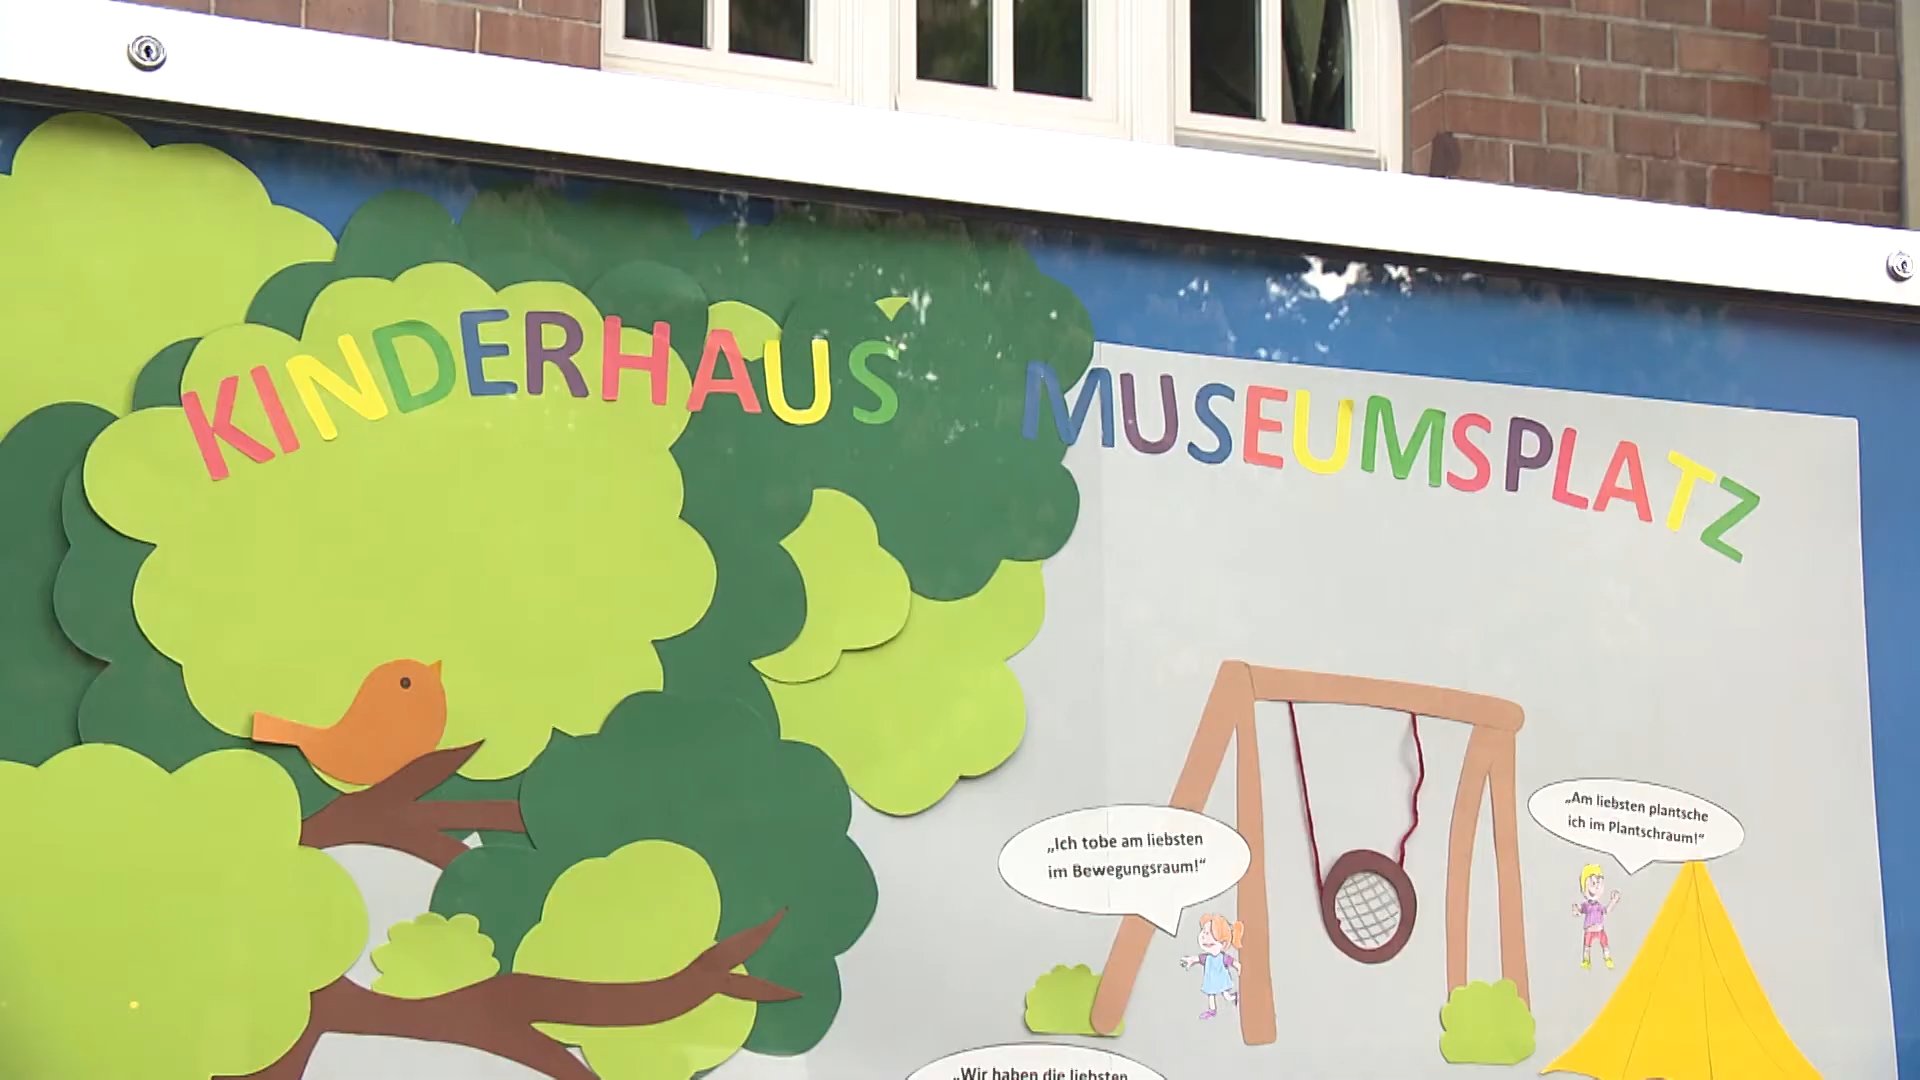 KINDERHAUS MUSEUMSPLATZ
„Am liebsten plantsche
ich im Plantschraum!“
„Ich tobe am liebsten
im Bewegungsraum!“
„Wir haben die liebsten